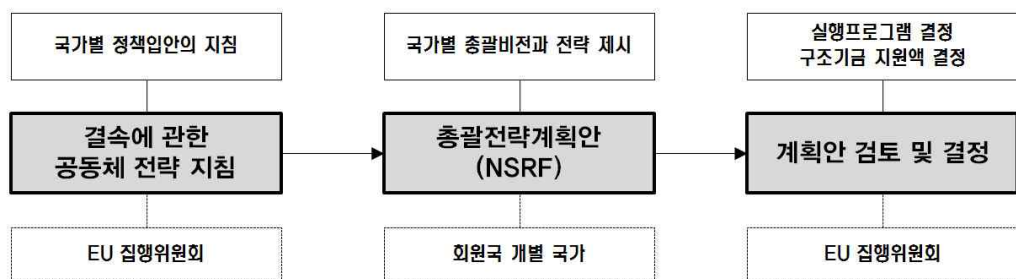 국가별 정책입안의 지침
국가별 총괄비전과 전략 제시
실행프로그램 결정
구조기금 지원액 결정
결속에 관한
공동체 전략 지침
총괄전략계획안
(NSRF)
계획안 검토 및 결정
EU 집행위원회
회원국 개별 국가
EU 집행위원회